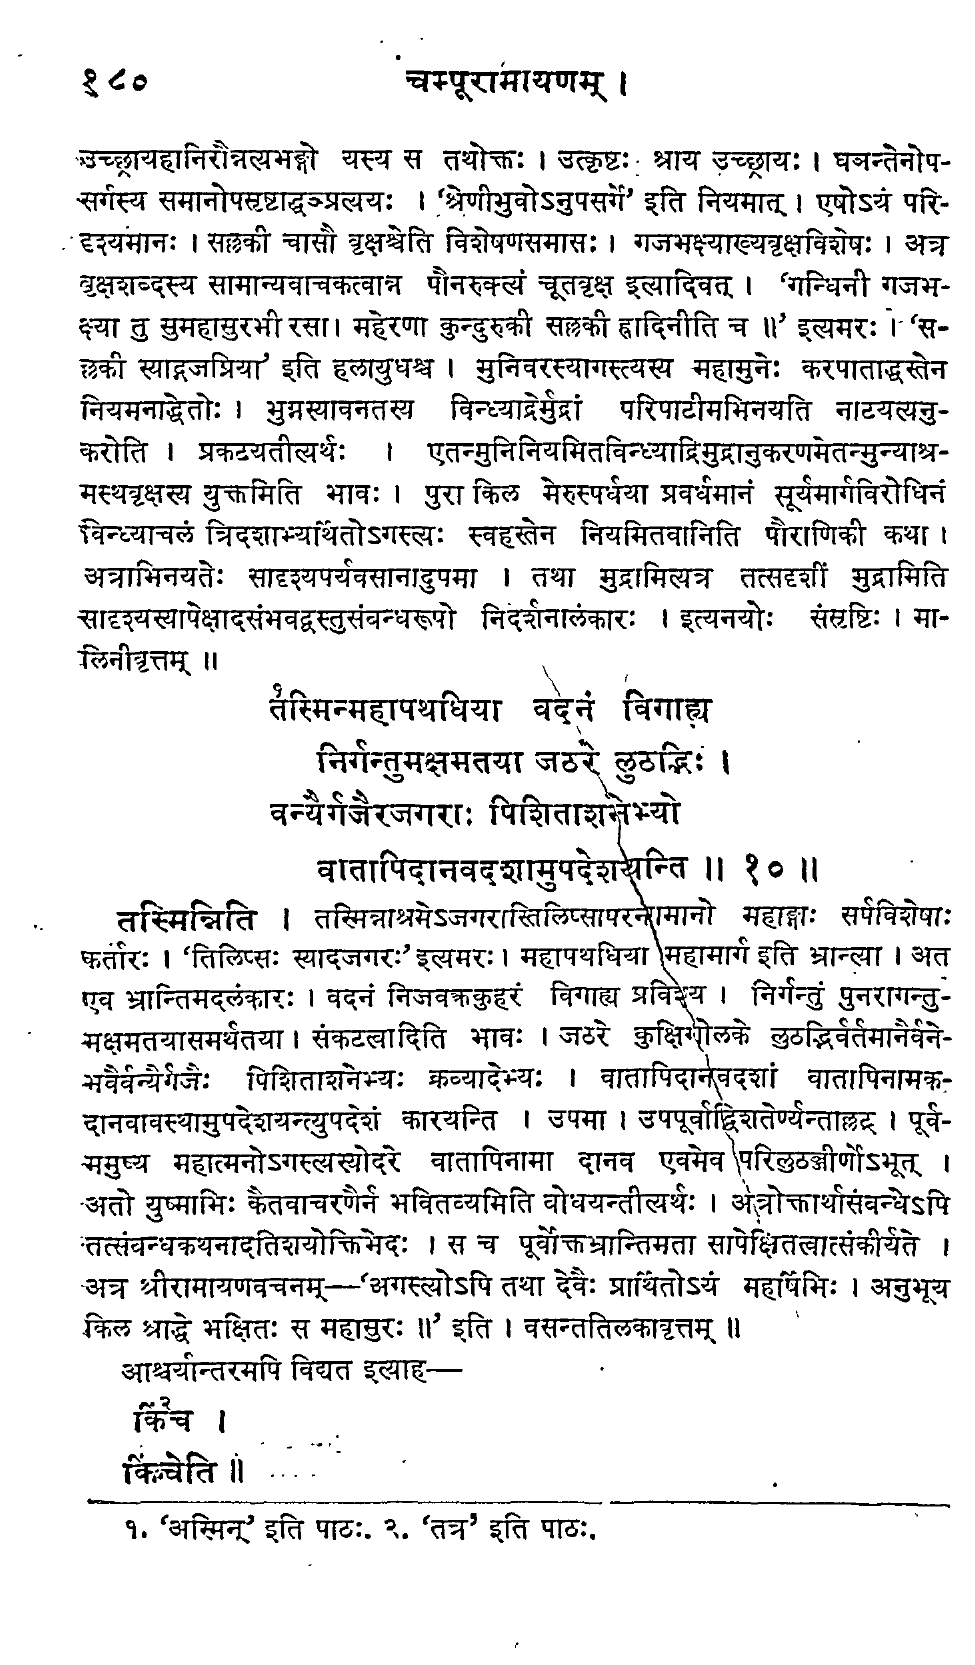 १८० चम्पूरामायणम् ।
उच्छ्रायहानिरौन्नत्यभङ्गो यस्य स तथोक्तः । उत्कृष्टः श्राय उच्छ्रायः । घञन्तेनोप-
सर्गस्य समानोपसृष्टाद्घञ्प्रत्ययः । ‘श्रेणीभुवोऽनुपसर्गे’ इति नियमात् । एषोऽयं परि-
दृश्यमानः । सल्लकी चासौ वृक्षश्चेति विशेषणसमासः । गजभक्ष्याख्यवृक्षविशेषः । अत्र
वृक्षशब्दस्य सामान्यवाचकत्वान्न पौनरुक्त्यं चूतवृक्ष इत्यादिवत् । ‘गन्धिनी गजभ-
क्ष्या तु सुमहासुरभी रसा। महेरणा कुन्दुरुकी सल्लकी ह्लादिनीति च ॥’ इत्यमरः । ‘स-
ल्लकी स्याद्गजप्रिया’ इति हलायुधश्च । मुनिवरस्यागस्त्यस्य महामुनेः करपाताद्धस्तेन
नियमनाद्धेतोः । भुग्नस्यावनतस्य विन्ध्याद्रेर्मुद्रां परिपाटीमभिनयति नाटयत्यनु-
करोति । प्रकटयतीत्यर्थः । एतन्मुनिनियमितविन्ध्याद्रिमुद्रानुकरणमेतन्मुन्याश्र-
मस्थवृक्षस्य युक्तमिति भावः । पुरा किल मेरुस्पर्धया प्रवर्धमानं सूर्यमार्गविरोधिनं
विन्ध्याचलं त्रिदशाभ्यर्थितोऽगस्त्यः स्वहस्तेन नियमितवानिति पौराणिकी कथा ।
अत्राभिनयतेः सादृश्यपर्यवसानादुपमा । तथा मुद्रामित्यत्र तत्सदृशीं मुद्रामिति
सादृश्यस्यापेक्षादसंभवद्वस्तुसंबन्धरूपो निदर्शनालंकारः । इत्यनयोः संसृष्टिः । मा-
लिनीवृत्तम् ॥
१तस्मिन्महापथधिया वदनं विगाह्य
निर्गन्तुमक्षमतया जठरे लुठद्भिः ।
वन्यैर्गजैरजगराः पिशिताशनेभ्यो
वातापिदानवदशामुपदेशयन्ति ॥ १० ॥
तस्मिन्निति । तस्मिन्नाश्रमेऽजगरास्तिलिप्सापरनामानो महाङ्गाः सर्पविशेषाः
कर्तारः । ‘तिलिप्सः स्यादजगरः’ इत्यमरः । महापथधिया महामार्ग इति भ्रान्त्या । अत
एव भ्रान्तिमदलंकारः । वदनं निजवक्रकुहरं विगाह्य प्रविश्य । निर्गन्तुं पुनरागन्तु-
मक्षमतयासमर्थतया । संकटत्वादिति भावः । जठरे कुक्षिगोलके लुठद्भिर्वर्तमानैर्वने-
भवैर्वन्यैर्गजैः पिशिताशनेभ्यः क्रव्यादेभ्यः । वातापिदानवदशां वातापिनामक-
दानवावस्थामुपदेशयन्त्युपदेशं कारयन्ति । उपमा । उपपूर्वाद्दिशतेर्ण्यन्ताल्लट् । पूर्व-
ममुष्य महात्मनोऽगस्त्यस्योदरे वातापिनामा दानव एवमेव परिलुठञ्जीर्णोऽभूत् ।
अतो युष्माभिः कैतवाचरणैर्न भवितव्यमिति बोधयन्तीत्यर्थः । अत्रोक्तार्थासंबन्धेऽपि
तत्संबन्धकथनादतिशयोक्तिभेदः । स च पूर्वोक्तभ्रान्तिमता सापेक्षितत्वात्संकीर्यते ।
अत्र श्रीरामायणवचनम्—‘अगस्त्योऽपि तथा देवैः प्रार्थितोऽयं महर्षिभिः । अनुभूय
किल श्राद्धे भक्षितः स महासुरः ॥’ इति । वसन्ततिलकावृत्तम् ॥
आश्चर्यान्तरमपि विद्यत इत्याह—
किंच२ ।
किंचेति ॥
१. ‘अस्मिन्’ इति पाठः. २. ‘तत्र’ इति पाठः.